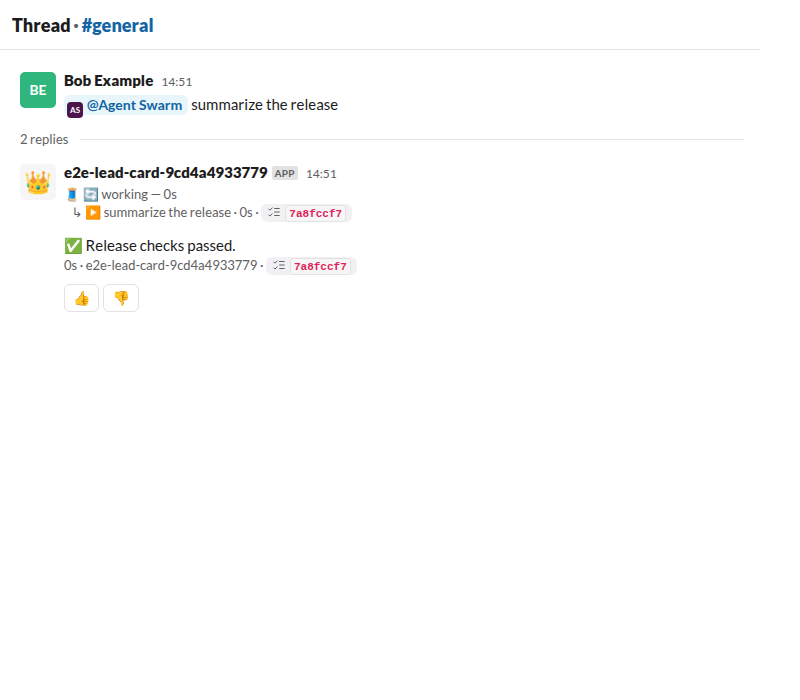 Thread • #general
BE
Bob Example 14:51
AS @Agent Swarm summarize the release
2 replies
e2e-lead-card-9cd4a4933779 APP 14:51
working — 0s
↳ summarize the release · 0s · 7a8fccf7
Release checks passed.
0s · e2e-lead-card-9cd4a4933779 · 7a8fccf7